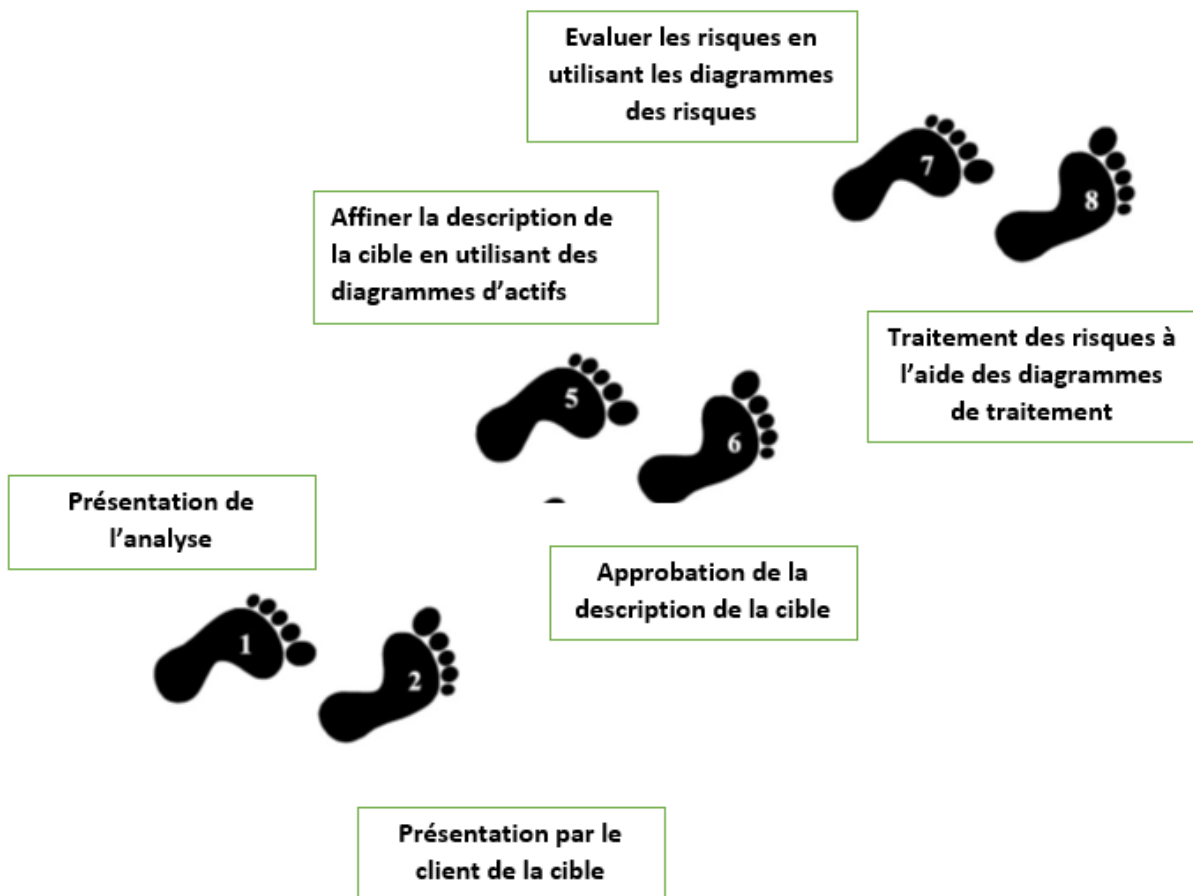 Evaluer les risques en
utilisant les diagrammes
des risques
7
8
Affiner la description de
la cible en utilisant des
diagrammes d'actifs
Traitement des risques à
l'aide des diagrammes
de traitement
5
6
Présentation de
l'analyse
Approbation de la
description de la cible
1
2
Présentation par le
client de la cible